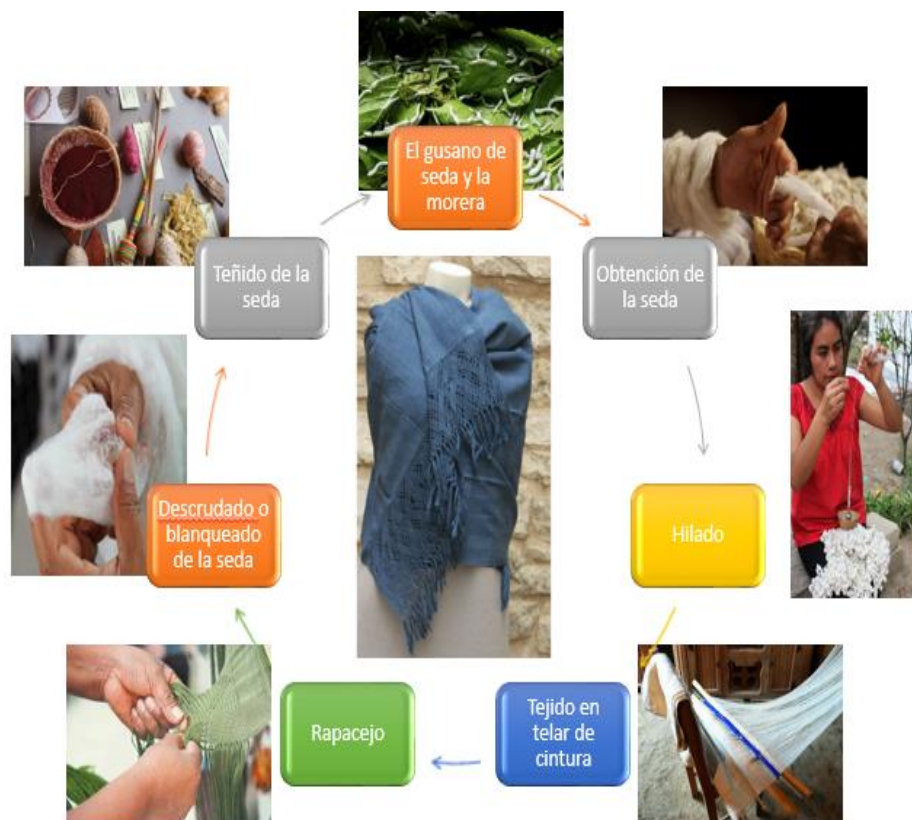 El gusano de
seda y la
morera
Obtención de
la seda
Hilado
Tejido en
telar de
cintura
Rapacejo
Descrudado o
blanqueado
de la seda
Teñido de la
seda